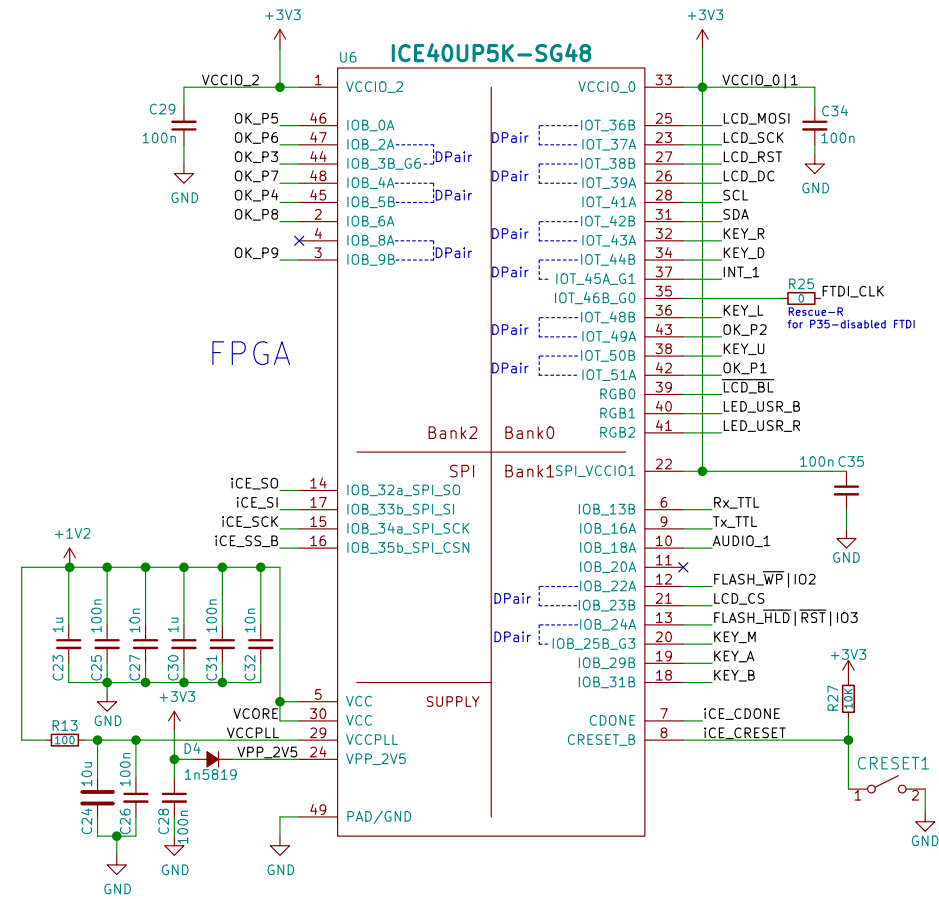 +3V3
+3V3
U6 ICE40UP5K-SG48
VCCIO_2 1 VCCIO_2
VCCIO_0 33 VCCIO_0|1
C29
100n
GND
C34
100n
GND
OK_P5 46 IOB_0A
OK_P6 47 IOB_2A
OK_P3 44 IOB_3B_G6
DPair
OK_P7 48 IOB_4A
OK_P4 45 IOB_5B
DPair
OK_P8 2 IOB_6A
4 IOB_8A
OK_P9 3 IOB_9B
DPair
DPair
IOT_36B 25 LCD_MOSI
IOT_37A 23 LCD_SCK
DPair
IOT_38B 27 LCD_RST
IOT_39A 26 LCD_DC
IOT_41A 28 SCL
DPair
IOT_42B 31 SDA
IOT_43A 32 KEY_R
DPair
IOT_44B 34 KEY_D
IOT_45A_G1 37 INT_1
IOT_46B_G0 35
R25
0
FTDI_CLK
Rescue-R
for P35-disabled FTDI
DPair
IOT_48B 36 KEY_L
IOT_49A 43 OK_P2
DPair
IOT_50B 38 KEY_U
IOT_51A 42 OK_P1
RGB0 39 LCD_BL
RGB1 40 LED_USR_B
RGB2 41 LED_USR_R
FPGA
Bank2 Bank0
SPI Bank1
SPI_VCCIO1 22
100n C35
GND
iCE_SO 14 IOB_32a_SPI_SO
iCE_SI 17 IOB_33b_SPI_SI
iCE_SCK 15 IOB_34a_SPI_SCK
iCE_SS_B 16 IOB_35b_SPI_CSN
IOB_13B 6 Rx_TTL
IOB_16A 9 Tx_TTL
IOB_18A 10 AUDIO_1
IOB_20A 11
DPair
IOB_22A 12 FLASH_WP|IO2
IOB_23B 21 LCD_CS
DPair
IOB_24A 13 FLASH_HLD|RST|IO3
IOB_25B_G3 20 KEY_M
IOB_29B 19 KEY_A
IOB_31B 18 KEY_B
+1V2
C23 1u
C25 100n
C27 10n
C30 1u
C31 100n
C32 10n
GND
+3V3
SUPPLY
5 VCC
VCORE 30 VCC
VCCPLL 29 VCCPLL
VPP_2V5 24 VPP_2V5
R13
100
D4
1n5819
C24 10u
C26 100n
C28 100n
GND
GND
49 PAD/GND
GND
CDONE 7 iCE_CDONE
CRESET_B 8 iCE_CRESET
+3V3
R27 10K
CRESET1
1 2
GND